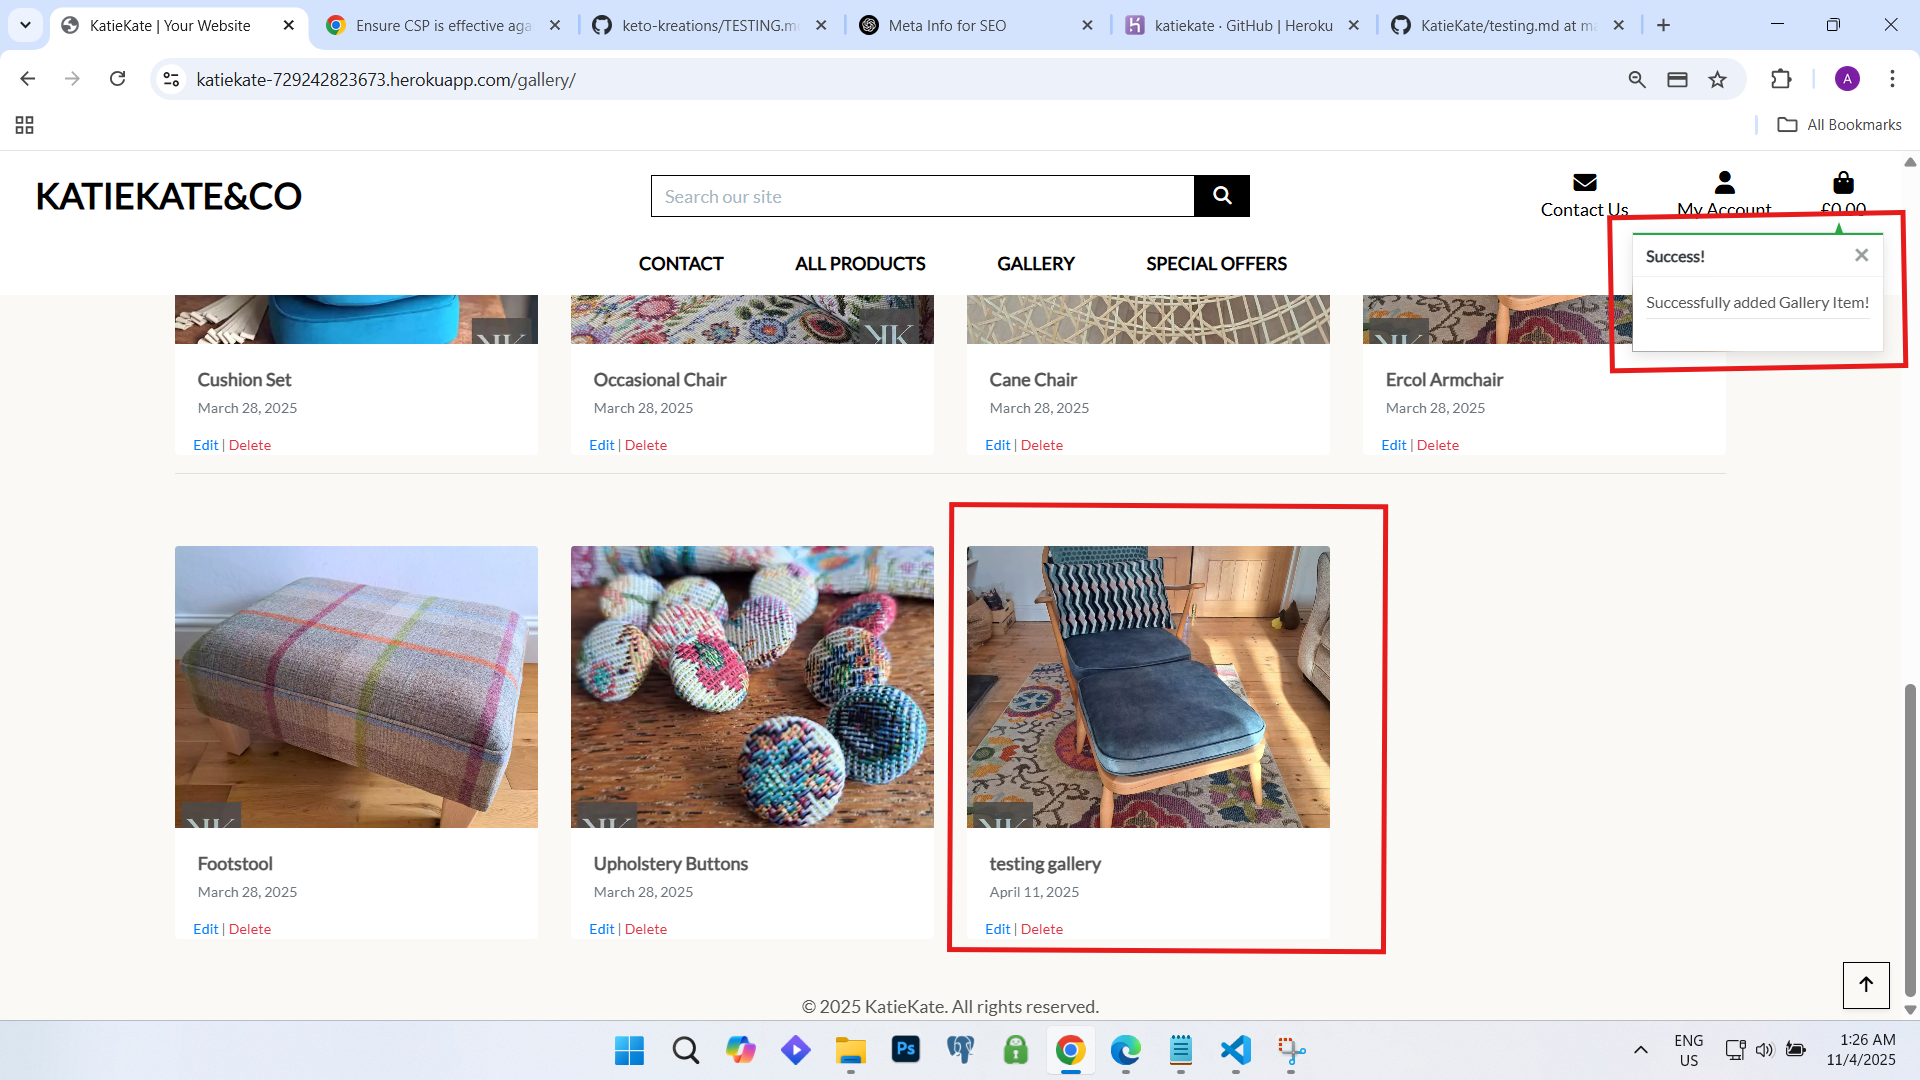 KatieKate | Your Website
Ensure CSP is effective aga
keto-kreations/TESTING.m
Meta Info for SEO
katiekate · GitHub | Heroku
KatieKate/testing.md at ma
katiekate-729242823673.herokuapp.com/gallery/
A
All Bookmarks
KATIEKATE&CO
Search our site
Contact Us
My Account
£0.00
CONTACT
ALL PRODUCTS
GALLERY
SPECIAL OFFERS
Success!
Successfully added Gallery Item!
Cushion Set
March 28, 2025
Edit | Delete
Occasional Chair
March 28, 2025
Edit | Delete
Cane Chair
March 28, 2025
Edit | Delete
Ercol Armchair
March 28, 2025
Edit | Delete
Footstool
March 28, 2025
Edit | Delete
Upholstery Buttons
March 28, 2025
Edit | Delete
testing gallery
April 11, 2025
Edit | Delete
© 2025 KatieKate. All rights reserved.
Ps
ENG
US
1:26 AM
11/4/2025